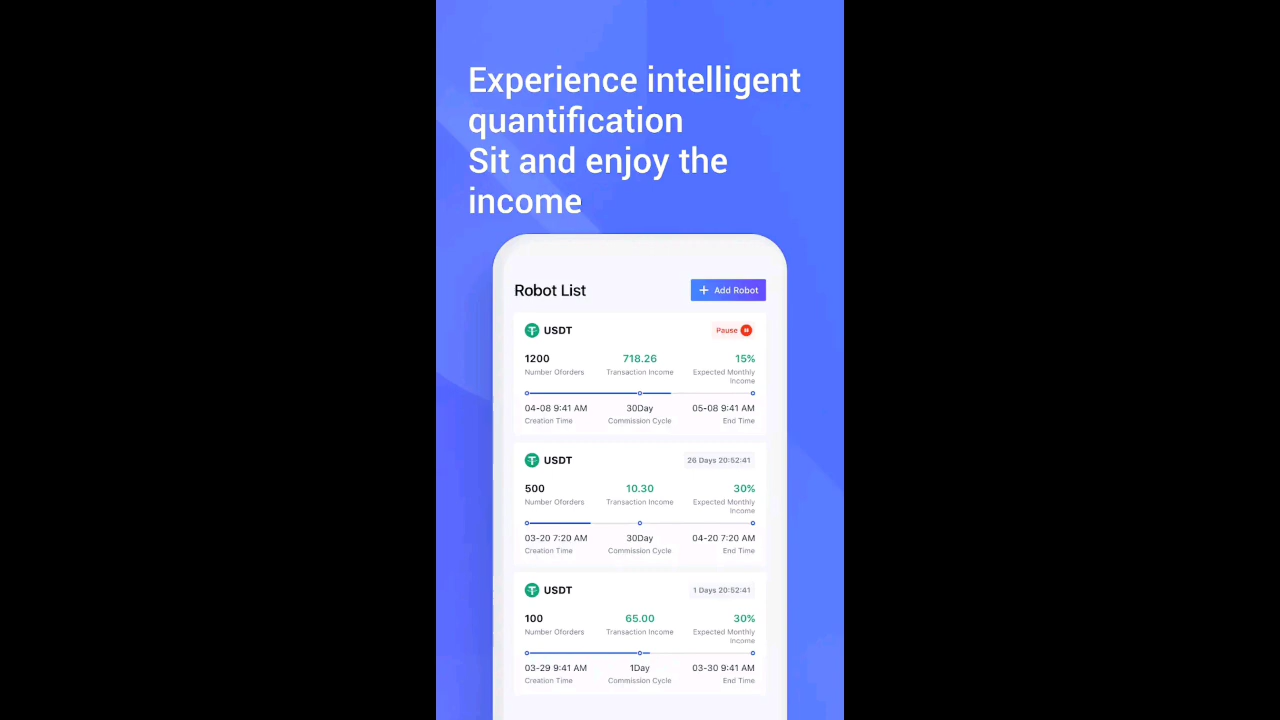 Experience intelligent
quantification
Sit and enjoy the
income
Robot List
+ Add Robot
USDT
Pause
1200 718.26 15%
Number Oforders Transaction Income Expected Monthly
Income
04-08 9:41 AM 30Day 05-08 9:41 AM
Creation Time Commission Cycle End Time
USDT
26 Days 20:52:41
500 10.30 30%
Number Oforders Transaction Income Expected Monthly
Income
03-20 7:20 AM 30Day 04-20 7:20 AM
Creation Time Commission Cycle End Time
USDT
1 Days 20:52:41
100 65.00 30%
Number Oforders Transaction Income Expected Monthly
Income
03-29 9:41 AM 1Day 03-30 9:41 AM
Creation Time Commission Cycle End Time